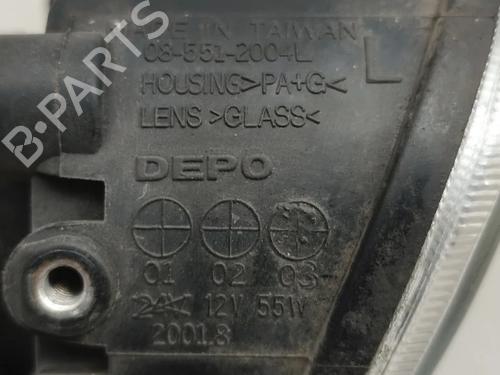 MADE IN TAIWAN
08-551-2004L
L
HOUSING>PA+G<
LENS >GLASS<
DEPO
01 02 03
24V 12V 55W
2001.8
B-PARTS